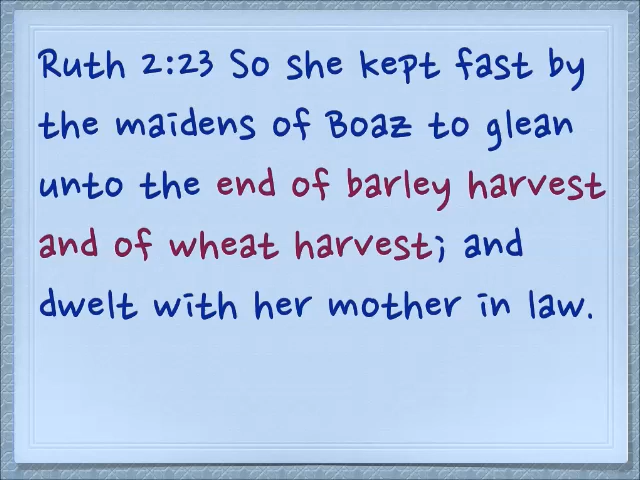 Ruth 2:23 So she kept fast by
the maidens of Boaz to glean
unto the end of barley harvest
and of wheat harvest; and
dwelt with her mother in law.